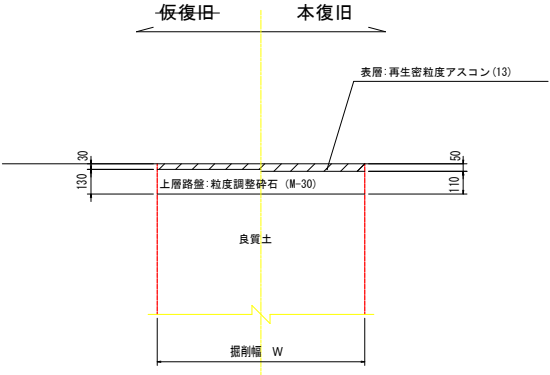 仮復旧 本復旧
表層:再生密粒度アスコン(13)
30 50
130 上層路盤:粒度調整砕石 (M-30) 110
良質土
掘削幅 W